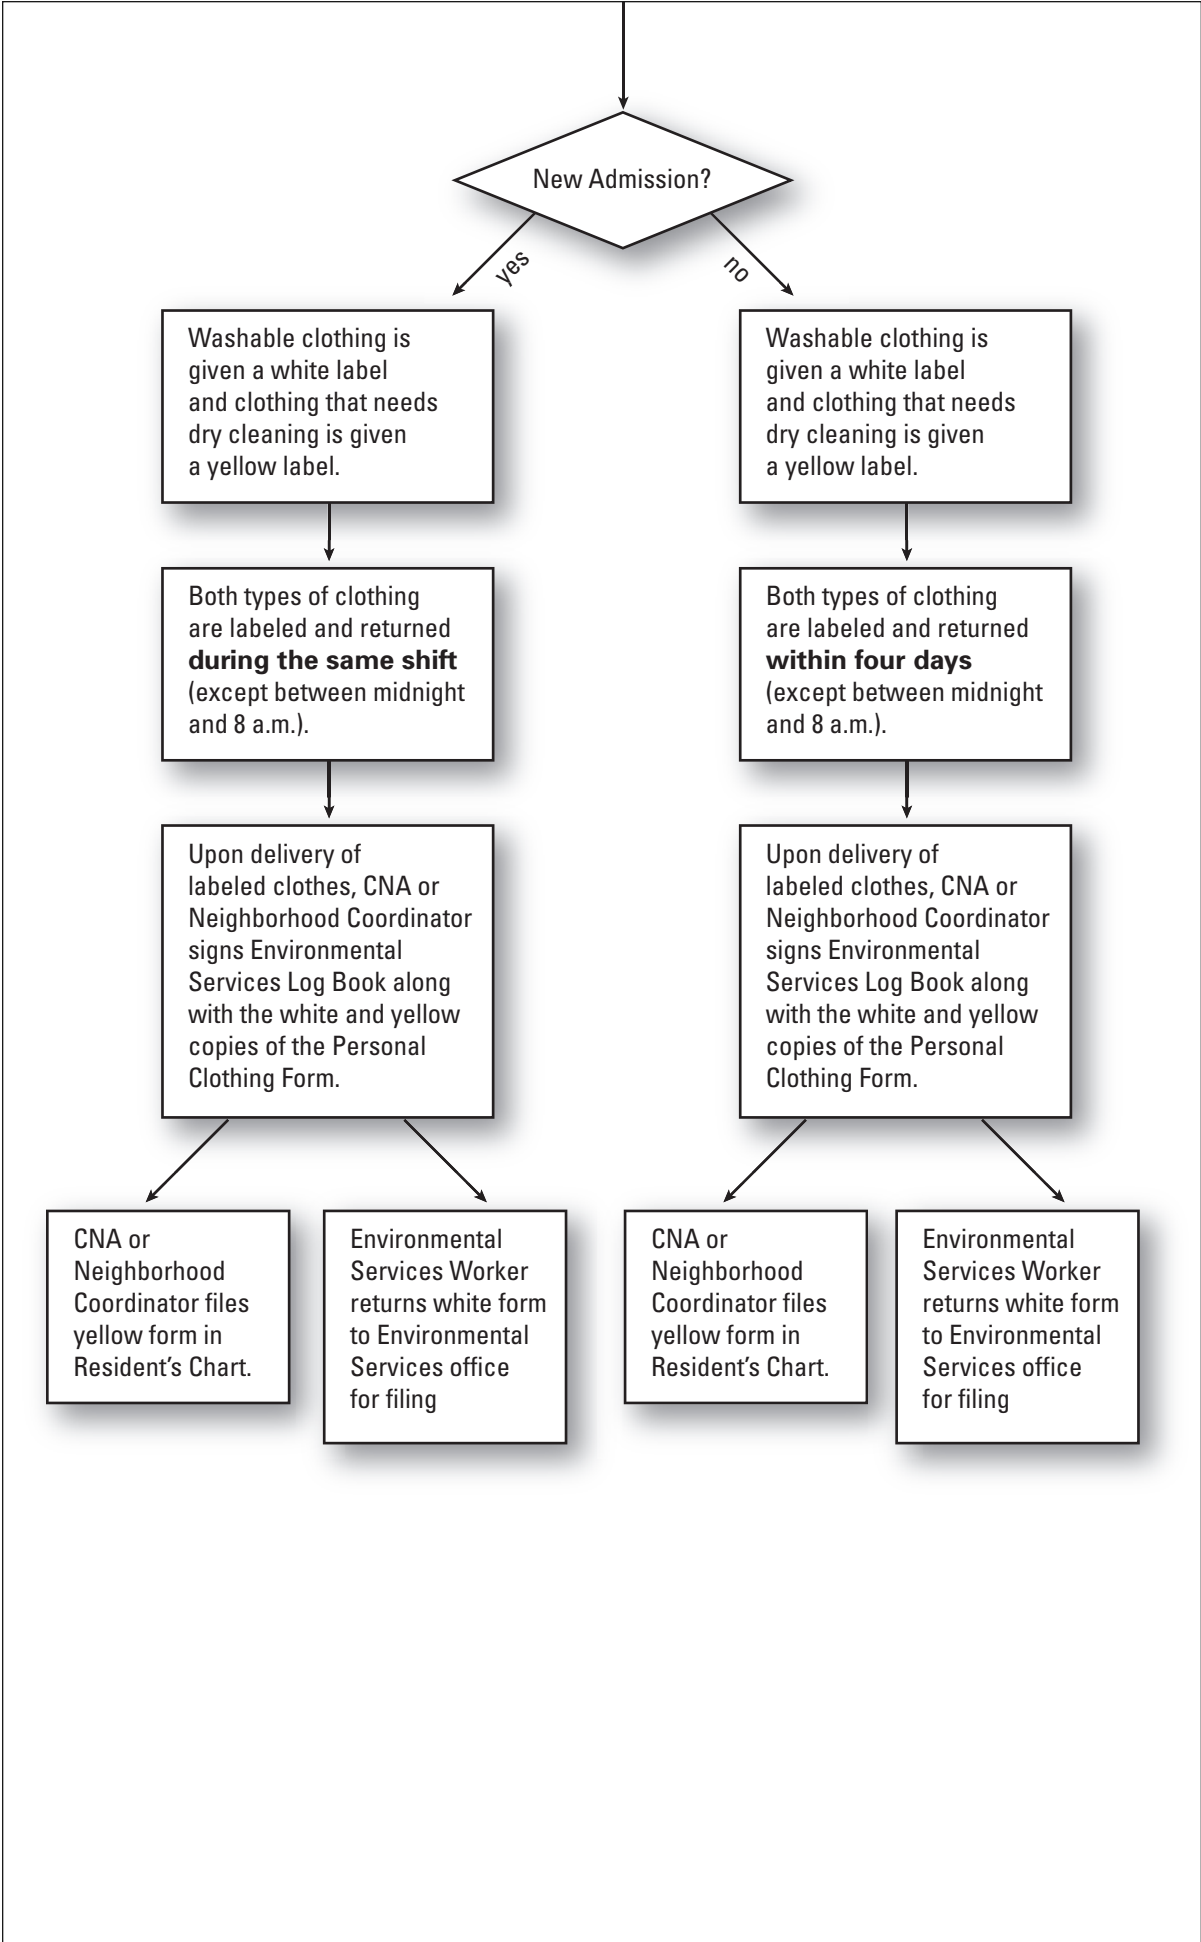 New Admission?
yes
no
Washable clothing is
given a white label
and clothing that needs
dry cleaning is given
a yellow label.
Both types of clothing
are labeled and returned
during the same shift
(except between midnight
and 8 a.m.).
Upon delivery of
labeled clothes, CNA or
Neighborhood Coordinator
signs Environmental
Services Log Book along
with the white and yellow
copies of the Personal
Clothing Form.
CNA or
Neighborhood
Coordinator files
yellow form in
Resident's Chart.
Environmental
Services Worker
returns white form
to Environmental
Services office
for filing
Washable clothing is
given a white label
and clothing that needs
dry cleaning is given
a yellow label.
Both types of clothing
are labeled and returned
within four days
(except between midnight
and 8 a.m.).
Upon delivery of
labeled clothes, CNA or
Neighborhood Coordinator
signs Environmental
Services Log Book along
with the white and yellow
copies of the Personal
Clothing Form.
CNA or
Neighborhood
Coordinator files
yellow form in
Resident's Chart.
Environmental
Services Worker
returns white form
to Environmental
Services office
for filing